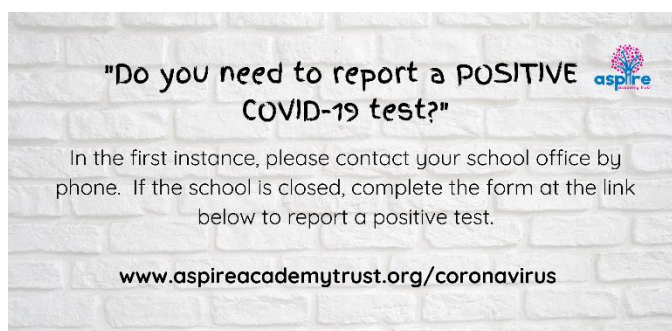 "Do you need to report a POSITIVE
COVID-19 test?"
aspire
academy trust
In the first instance, please contact your school office by
phone. If the school is closed, complete the form at the link
below to report a positive test.
www.aspireacademytrust.org/coronavirus